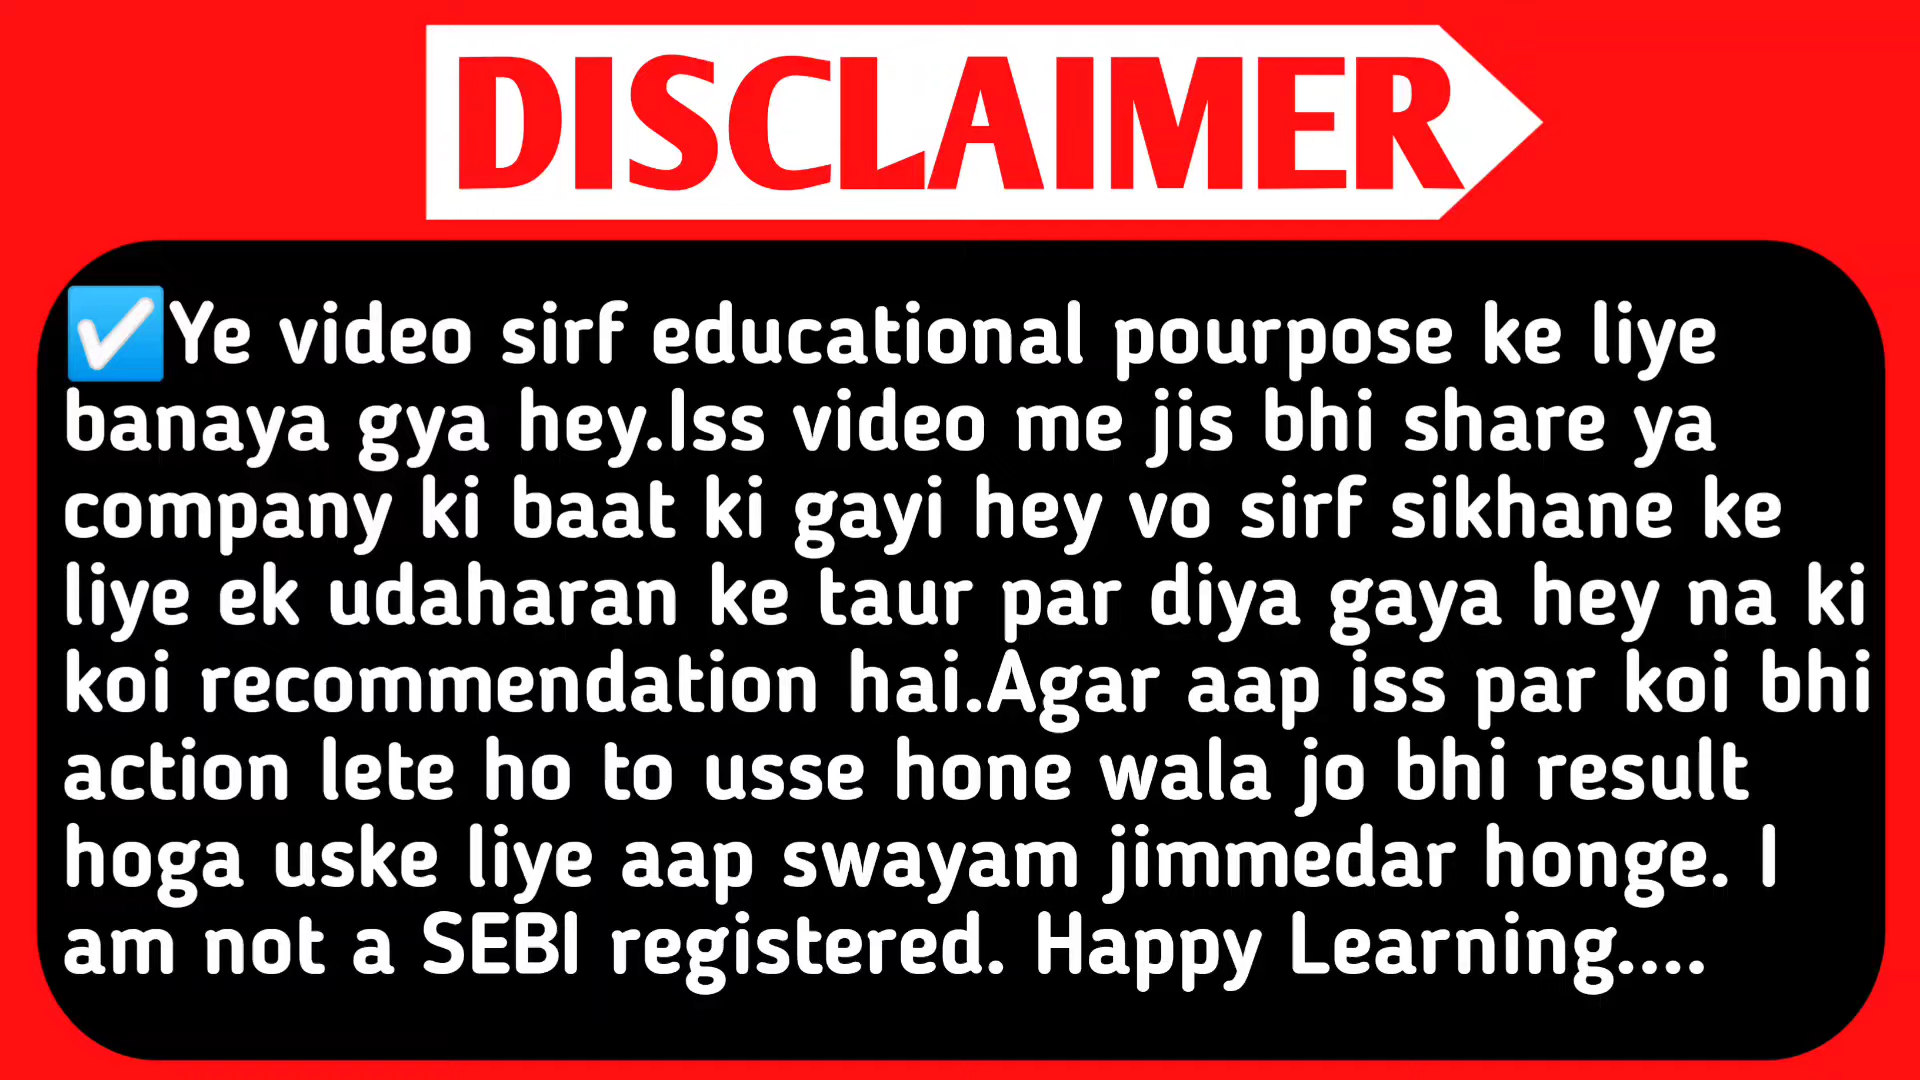 DISCLAIMER
☑Ye video sirf educational pourpose ke liye
banaya gya hey.Iss video me jis bhi share ya
company ki baat ki gayi hey vo sirf sikhane ke
liye ek udaharan ke taur par diya gaya hey na ki
koi recommendation hai.Agar aap iss par koi bhi
action lete ho to usse hone wala jo bhi result
hoga uske liye aap swayam jimmedar honge. I
am not a SEBI registered. Happy Learning....